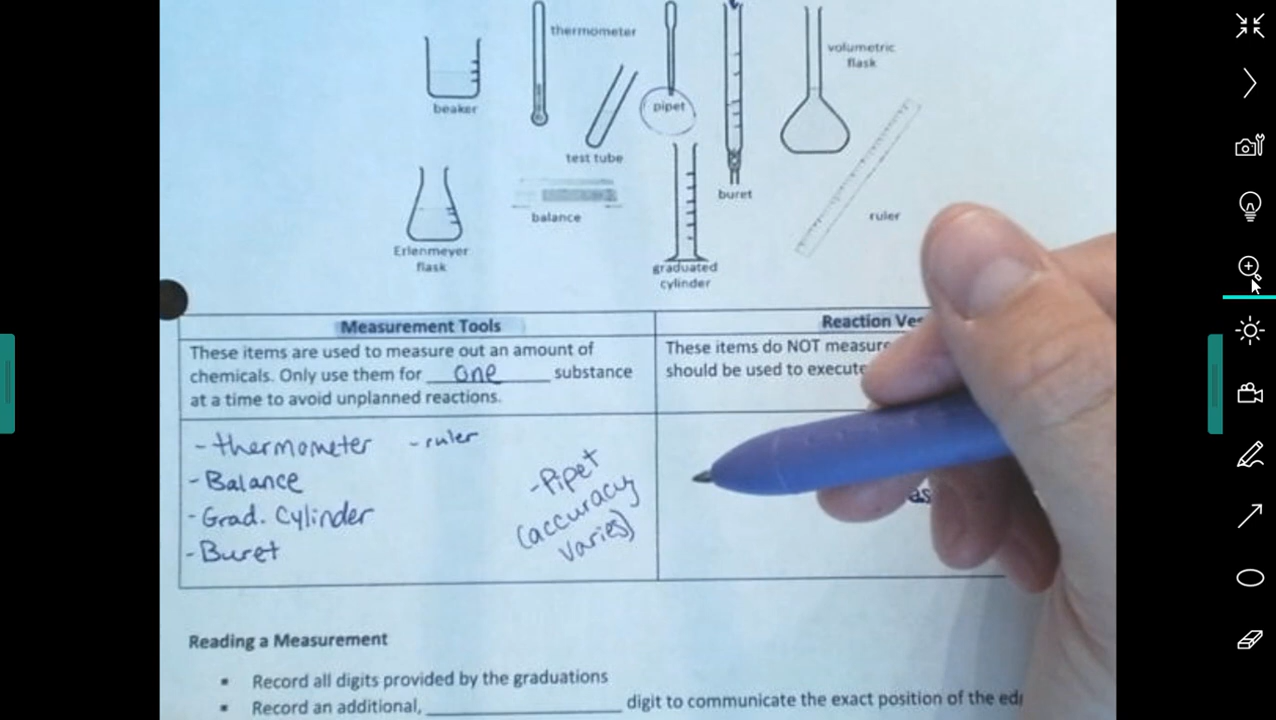 thermometer
volumetric
flask
beaker
pipet
test tube
buret
balance
ruler
Erlenmeyer
flask
graduated
cylinder
Measurement Tools
These items are used to measure out an amount of
chemicals. Only use them for one substance
at a time to avoid unplanned reactions.
- thermometer - ruler
- Balance
- Grad. Cylinder
- Buret
- Pipet
(accuracy
varies)
Reaction
These items do NOT measure
should be used to execute
as
Reading a Measurement
▪ Record all digits provided by the graduations
▪ Record an additional, ____________________ digit to communicate the exact position of the